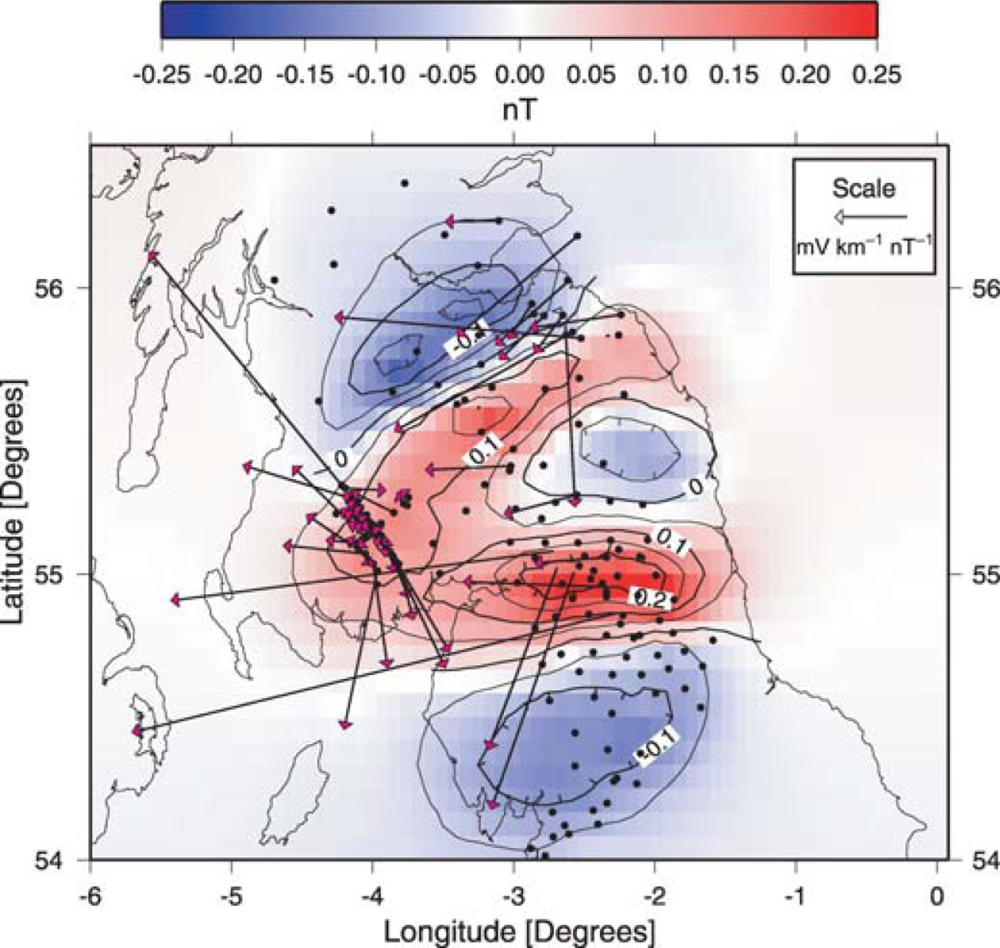 -0.25 -0.20 -0.15 -0.10 -0.05 0.00 0.05 0.10 0.15 0.20 0.25
nT
Scale
mV km⁻¹ nT⁻¹
56
56
-0.1
0.1
0
0
0.1
55
55
0.2
-0.1
54
54
-6 -5 -4 -3 -2 -1 0
Latitude [Degrees]
Longitude [Degrees]